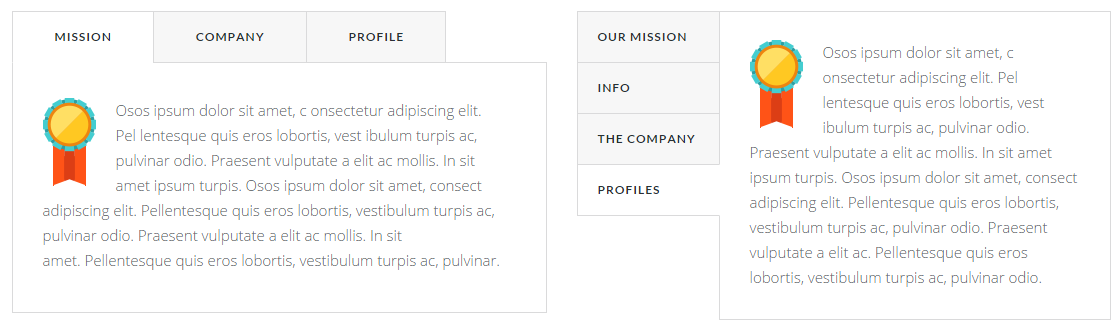 MISSION
COMPANY
PROFILE
Osos ipsum dolor sit amet, c onsectetur adipiscing elit.
Pel lentesque quis eros lobortis, vest ibulum turpis ac,
pulvinar odio. Praesent vulputate a elit ac mollis. In sit
amet ipsum turpis. Osos ipsum dolor sit amet, consect
adipiscing elit. Pellentesque quis eros lobortis, vestibulum turpis ac,
pulvinar odio. Praesent vulputate a elit ac mollis. In sit
amet. Pellentesque quis eros lobortis, vestibulum turpis ac, pulvinar.
OUR MISSION
INFO
THE COMPANY
PROFILES
Osos ipsum dolor sit amet, c
onsectetur adipiscing elit. Pel
lentesque quis eros lobortis, vest
ibulum turpis ac, pulvinar odio.
Praesent vulputate a elit ac mollis. In sit amet
ipsum turpis. Osos ipsum dolor sit amet, consect
adipiscing elit. Pellentesque quis eros lobortis,
vestibulum turpis ac, pulvinar odio. Praesent
vulputate a elit ac. Pellentesque quis eros
lobortis, vestibulum turpis ac, pulvinar odio.